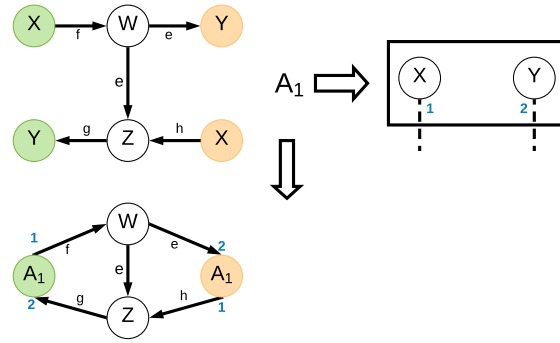 X f W e Y
e
Y g Z h X
A1
X Y
1 2
W
1 f e 2
A1 e A1
2 g h 1
Z